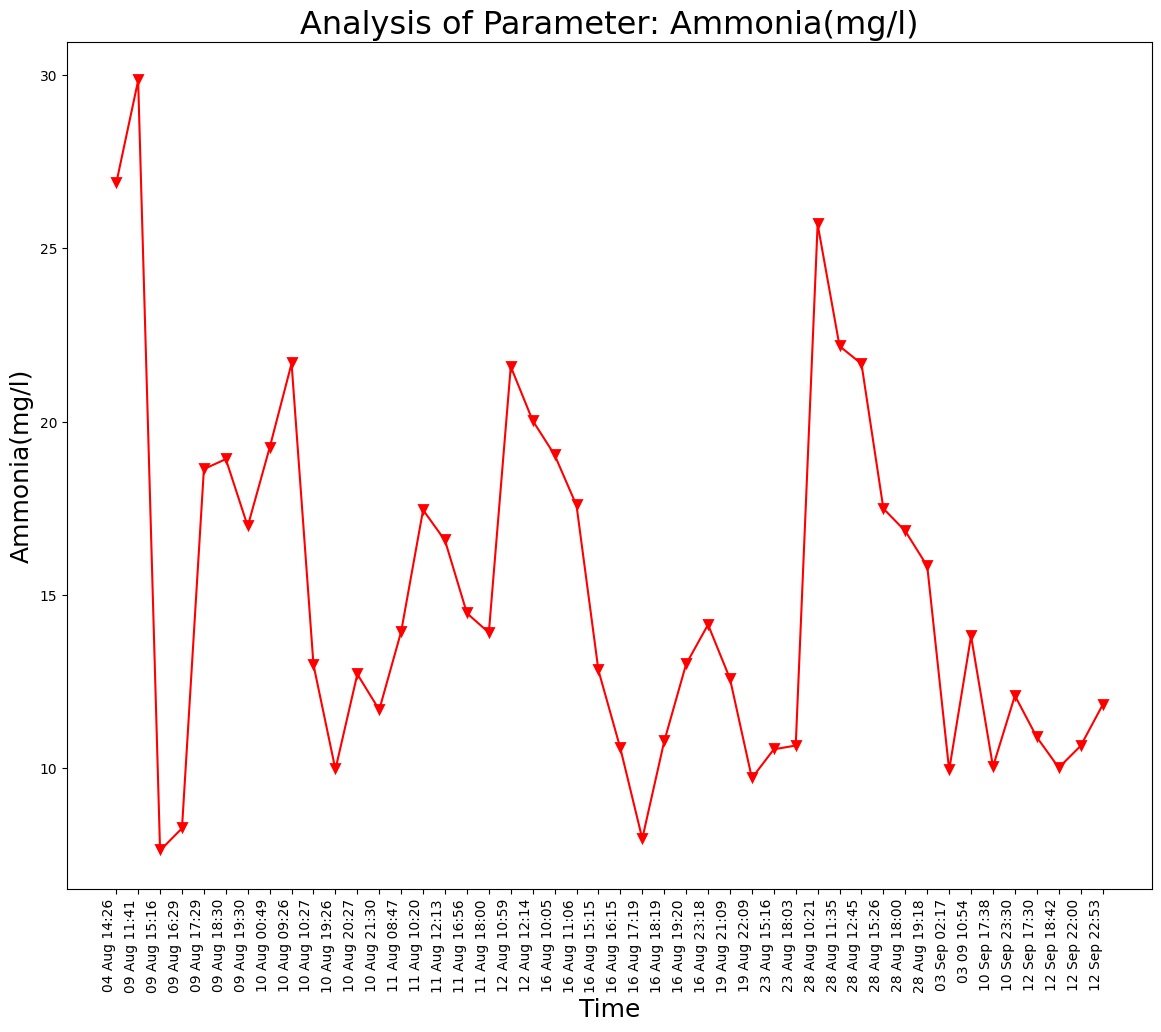 Analysis of Parameter: Ammonia(mg/l)
Ammonia(mg/l)
30
25
20
15
10
04 Aug 14:26
09 Aug 11:41
09 Aug 15:16
09 Aug 16:29
09 Aug 17:29
09 Aug 18:30
09 Aug 19:30
10 Aug 00:49
10 Aug 09:26
10 Aug 10:27
10 Aug 19:26
10 Aug 20:27
10 Aug 21:30
11 Aug 08:47
11 Aug 10:20
11 Aug 12:13
11 Aug 16:56
11 Aug 18:00
12 Aug 10:59
12 Aug 12:14
16 Aug 10:05
16 Aug 11:06
16 Aug 15:15
16 Aug 16:15
16 Aug 17:19
16 Aug 18:19
16 Aug 19:20
16 Aug 23:18
19 Aug 21:09
19 Aug 22:09
23 Aug 15:16
23 Aug 18:03
28 Aug 10:21
28 Aug 11:35
28 Aug 12:45
28 Aug 15:26
28 Aug 18:00
28 Aug 19:18
03 Sep 02:17
03 09 10:54
10 Sep 17:38
10 Sep 23:30
12 Sep 17:30
12 Sep 18:42
12 Sep 22:00
12 Sep 22:53
Time